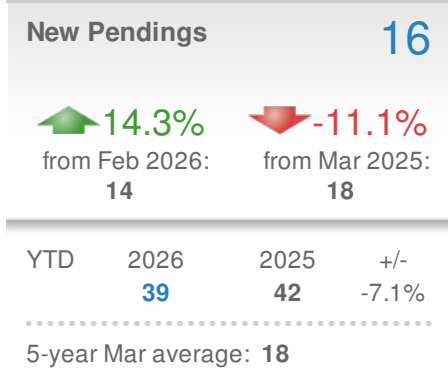 New Pendings 16
14.3% -11.1%
from Feb 2026: from Mar 2025:
14 18
YTD 2026 2025 +/-
39 42 -7.1%
5-year Mar average: 18